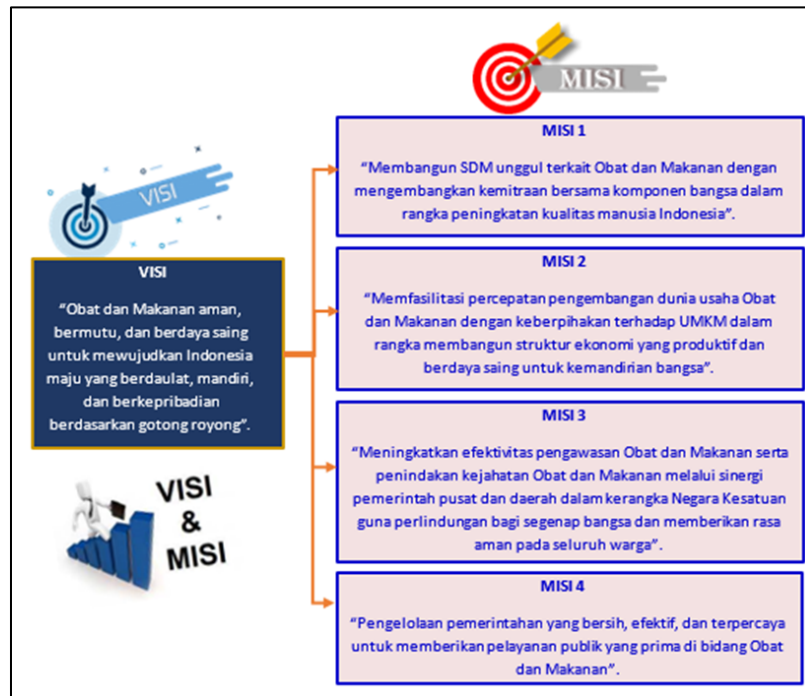 MISI
VISI
VISI
“Obat dan Makanan aman,
bermutu, dan berdaya saing
untuk mewujudkan Indonesia
maju yang berdaulat, mandiri,
dan berkepribadian
berdasarkan gotong royong”.
VISI
&
MISI
MISI 1
“Membangun SDM unggul terkait Obat dan Makanan dengan
mengembangkan kemitraan bersama komponen bangsa dalam
rangka peningkatan kualitas manusia Indonesia”.
MISI 2
“Memfasilitasi percepatan pengembangan dunia usaha Obat
dan Makanan dengan keberpihakan terhadap UMKM dalam
rangka membangun struktur ekonomi yang produktif dan
berdaya saing untuk kemandirian bangsa”.
MISI 3
“Meningkatkan efektivitas pengawasan Obat dan Makanan serta
penindakan kejahatan Obat dan Makanan melalui sinergi
pemerintah pusat dan daerah dalam kerangka Negara Kesatuan
guna perlindungan bagi segenap bangsa dan memberikan rasa
aman pada seluruh warga”.
MISI 4
“Pengelolaan pemerintahan yang bersih, efektif, dan terpercaya
untuk memberikan pelayanan publik yang prima di bidang Obat
dan Makanan”.